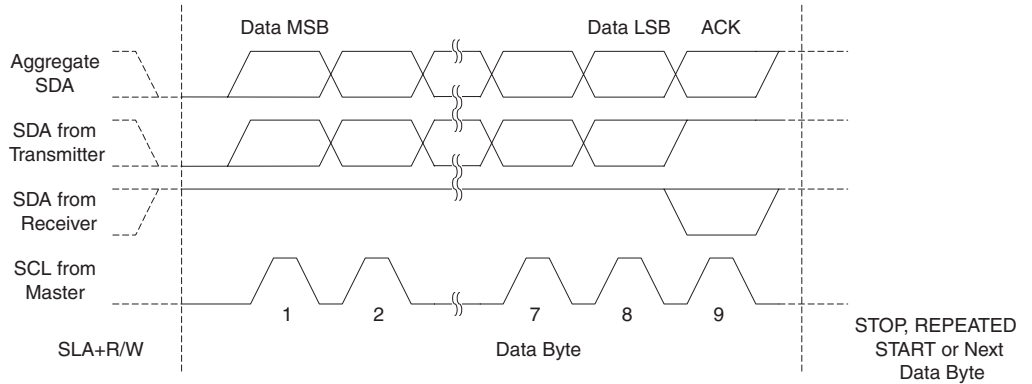 Data MSB
Data LSB
ACK
Aggregate
SDA
SDA from
Transmitter
SDA from
Receiver
SCL from
Master
1
2
7
8
9
SLA+R/W
Data Byte
STOP, REPEATED
START or Next
Data Byte